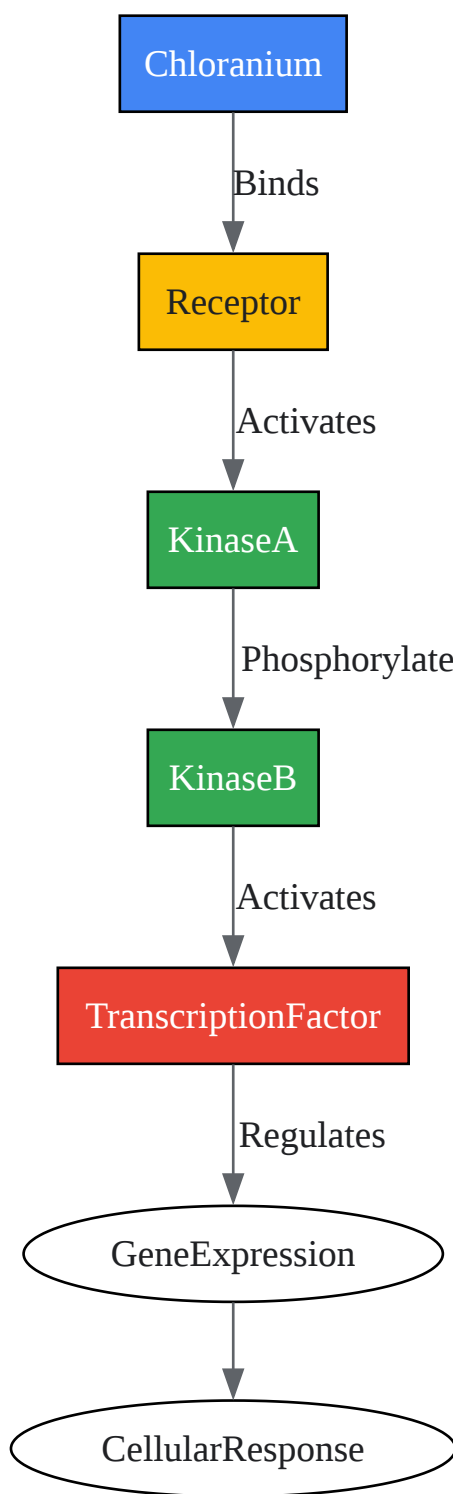 Chloranium
Binds
Receptor
Activates
KinaseA
Phosphorylate
KinaseB
Activates
TranscriptionFactor
Regulates
GeneExpression
CellularResponse